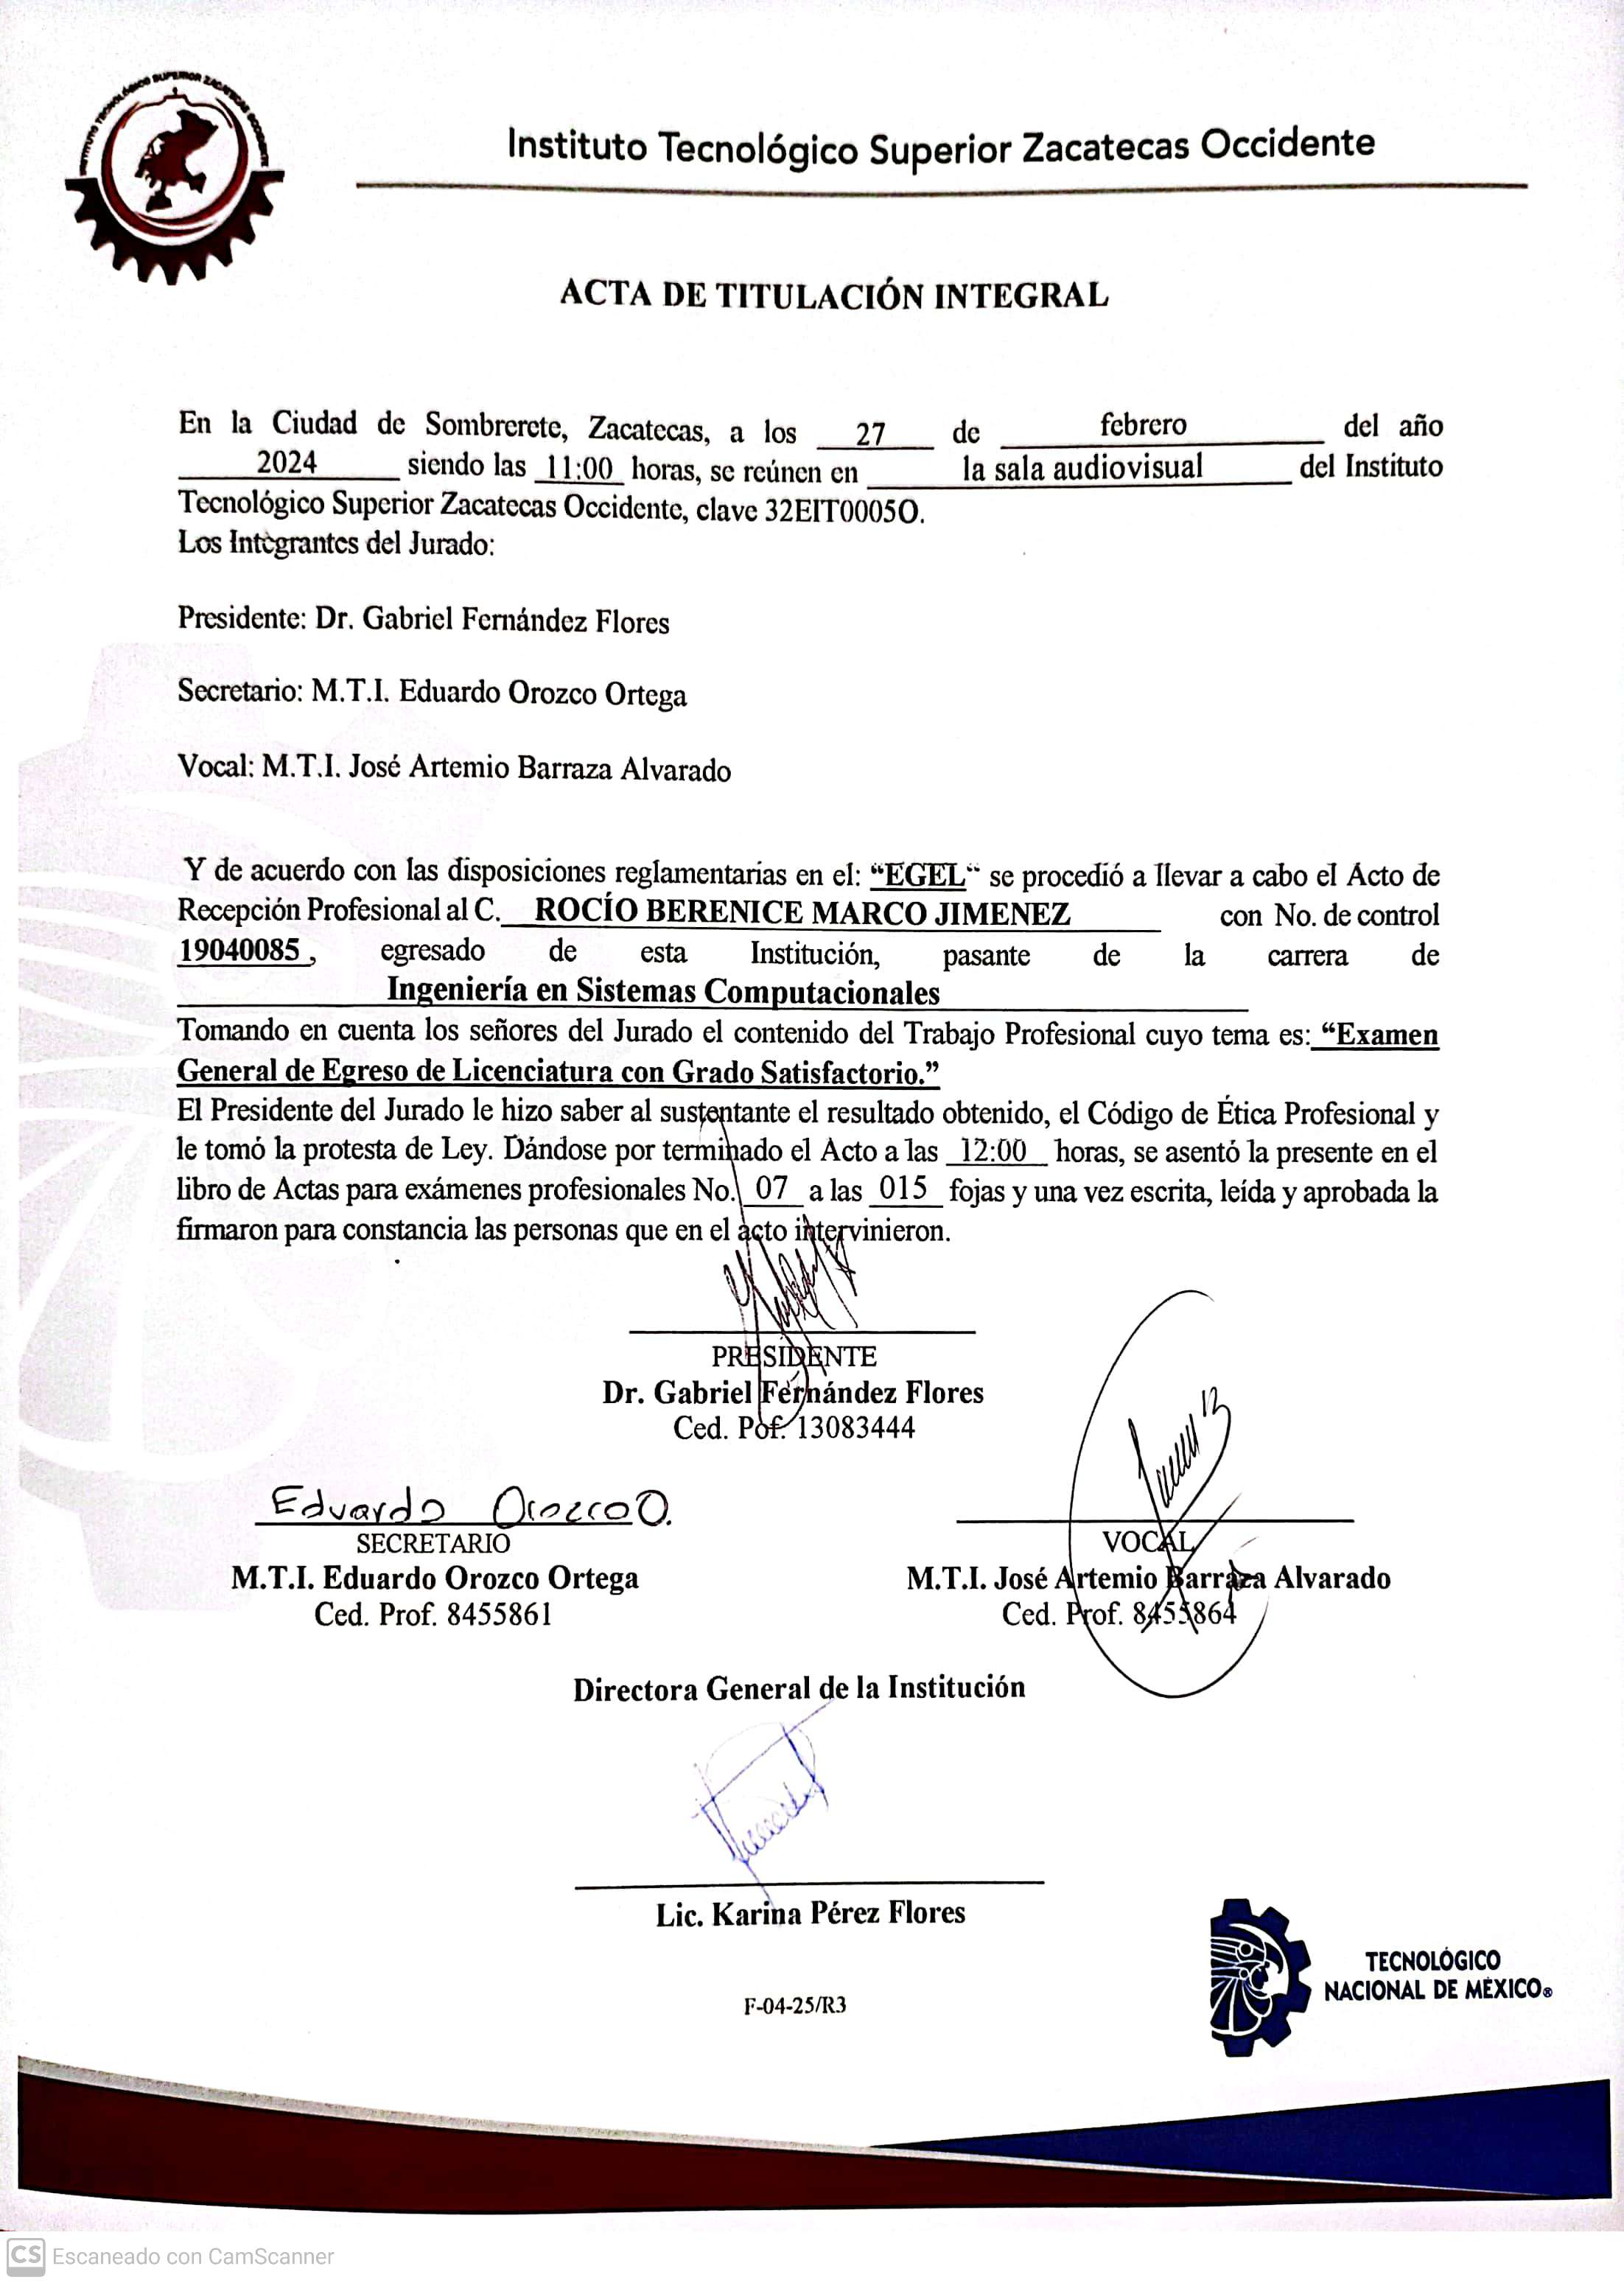 INSTITUTO TECNOLÓGICO SUPERIOR ZACATECAS OCCIDENTE
Instituto Tecnológico Superior Zacatecas Occidente
ACTA DE TITULACIÓN INTEGRAL
En la Ciudad de Sombrerete, Zacatecas, a los 27 de febrero del año
2024 siendo las 11:00 horas, se reúnen en la sala audiovisual del Instituto
Tecnológico Superior Zacatecas Occidente, clave 32EIT0005O.
Los Integrantes del Jurado:
Presidente: Dr. Gabriel Fernández Flores
Secretario: M.T.I. Eduardo Orozco Ortega
Vocal: M.T.I. José Artemio Barraza Alvarado
Y de acuerdo con las disposiciones reglamentarias en el: “EGEL“ se procedió a llevar a cabo el Acto de
Recepción Profesional al C. ROCÍO BERENICE MARCO JIMENEZ con No. de control
19040085 , egresado de esta Institución, pasante de la carrera de
Ingeniería en Sistemas Computacionales
Tomando en cuenta los señores del Jurado el contenido del Trabajo Profesional cuyo tema es: “Examen
General de Egreso de Licenciatura con Grado Satisfactorio.”
El Presidente del Jurado le hizo saber al sustentante el resultado obtenido, el Código de Ética Profesional y
le tomó la protesta de Ley. Dándose por terminado el Acto a las 12:00 horas, se asentó la presente en el
libro de Actas para exámenes profesionales No. 07 a las 015 fojas y una vez escrita, leída y aprobada la
firmaron para constancia las personas que en el acto intervinieron.
PRESIDENTE
Dr. Gabriel Fernández Flores
Ced. Pof. 13083444
Eduardo Orozco O.
SECRETARIO
M.T.I. Eduardo Orozco Ortega
Ced. Prof. 8455861
VOCAL
M.T.I. José Artemio Barraza Alvarado
Ced. Prof. 8455864
Directora General de la Institución
Lic. Karina Pérez Flores
TECNOLÓGICO
NACIONAL DE MÉXICO®
F-04-25/R3
CS Escaneado con CamScanner